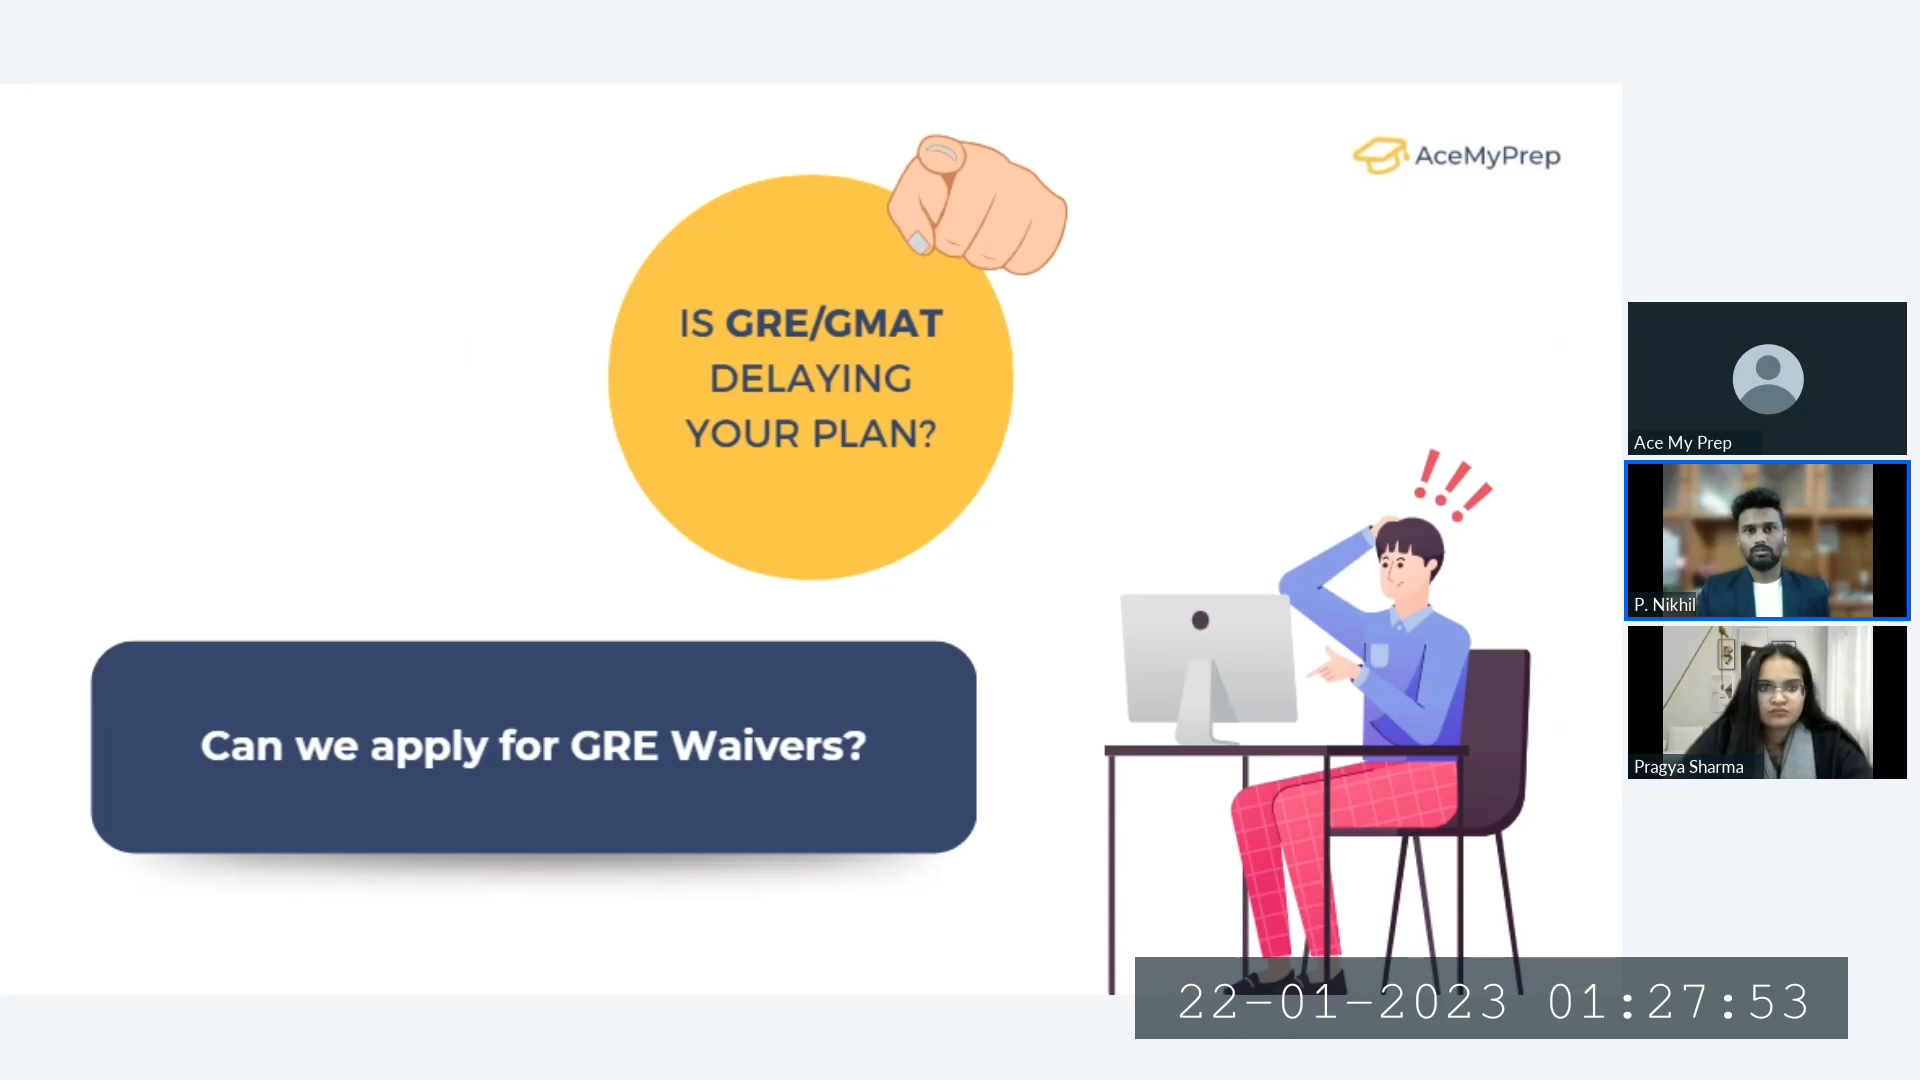 AceMyPrep
IS GRE/GMAT
DELAYING
YOUR PLAN?
Can we apply for GRE Waivers?
Ace My Prep
P. Nikhil
Pragya Sharma
22-01-2023 01:27:53